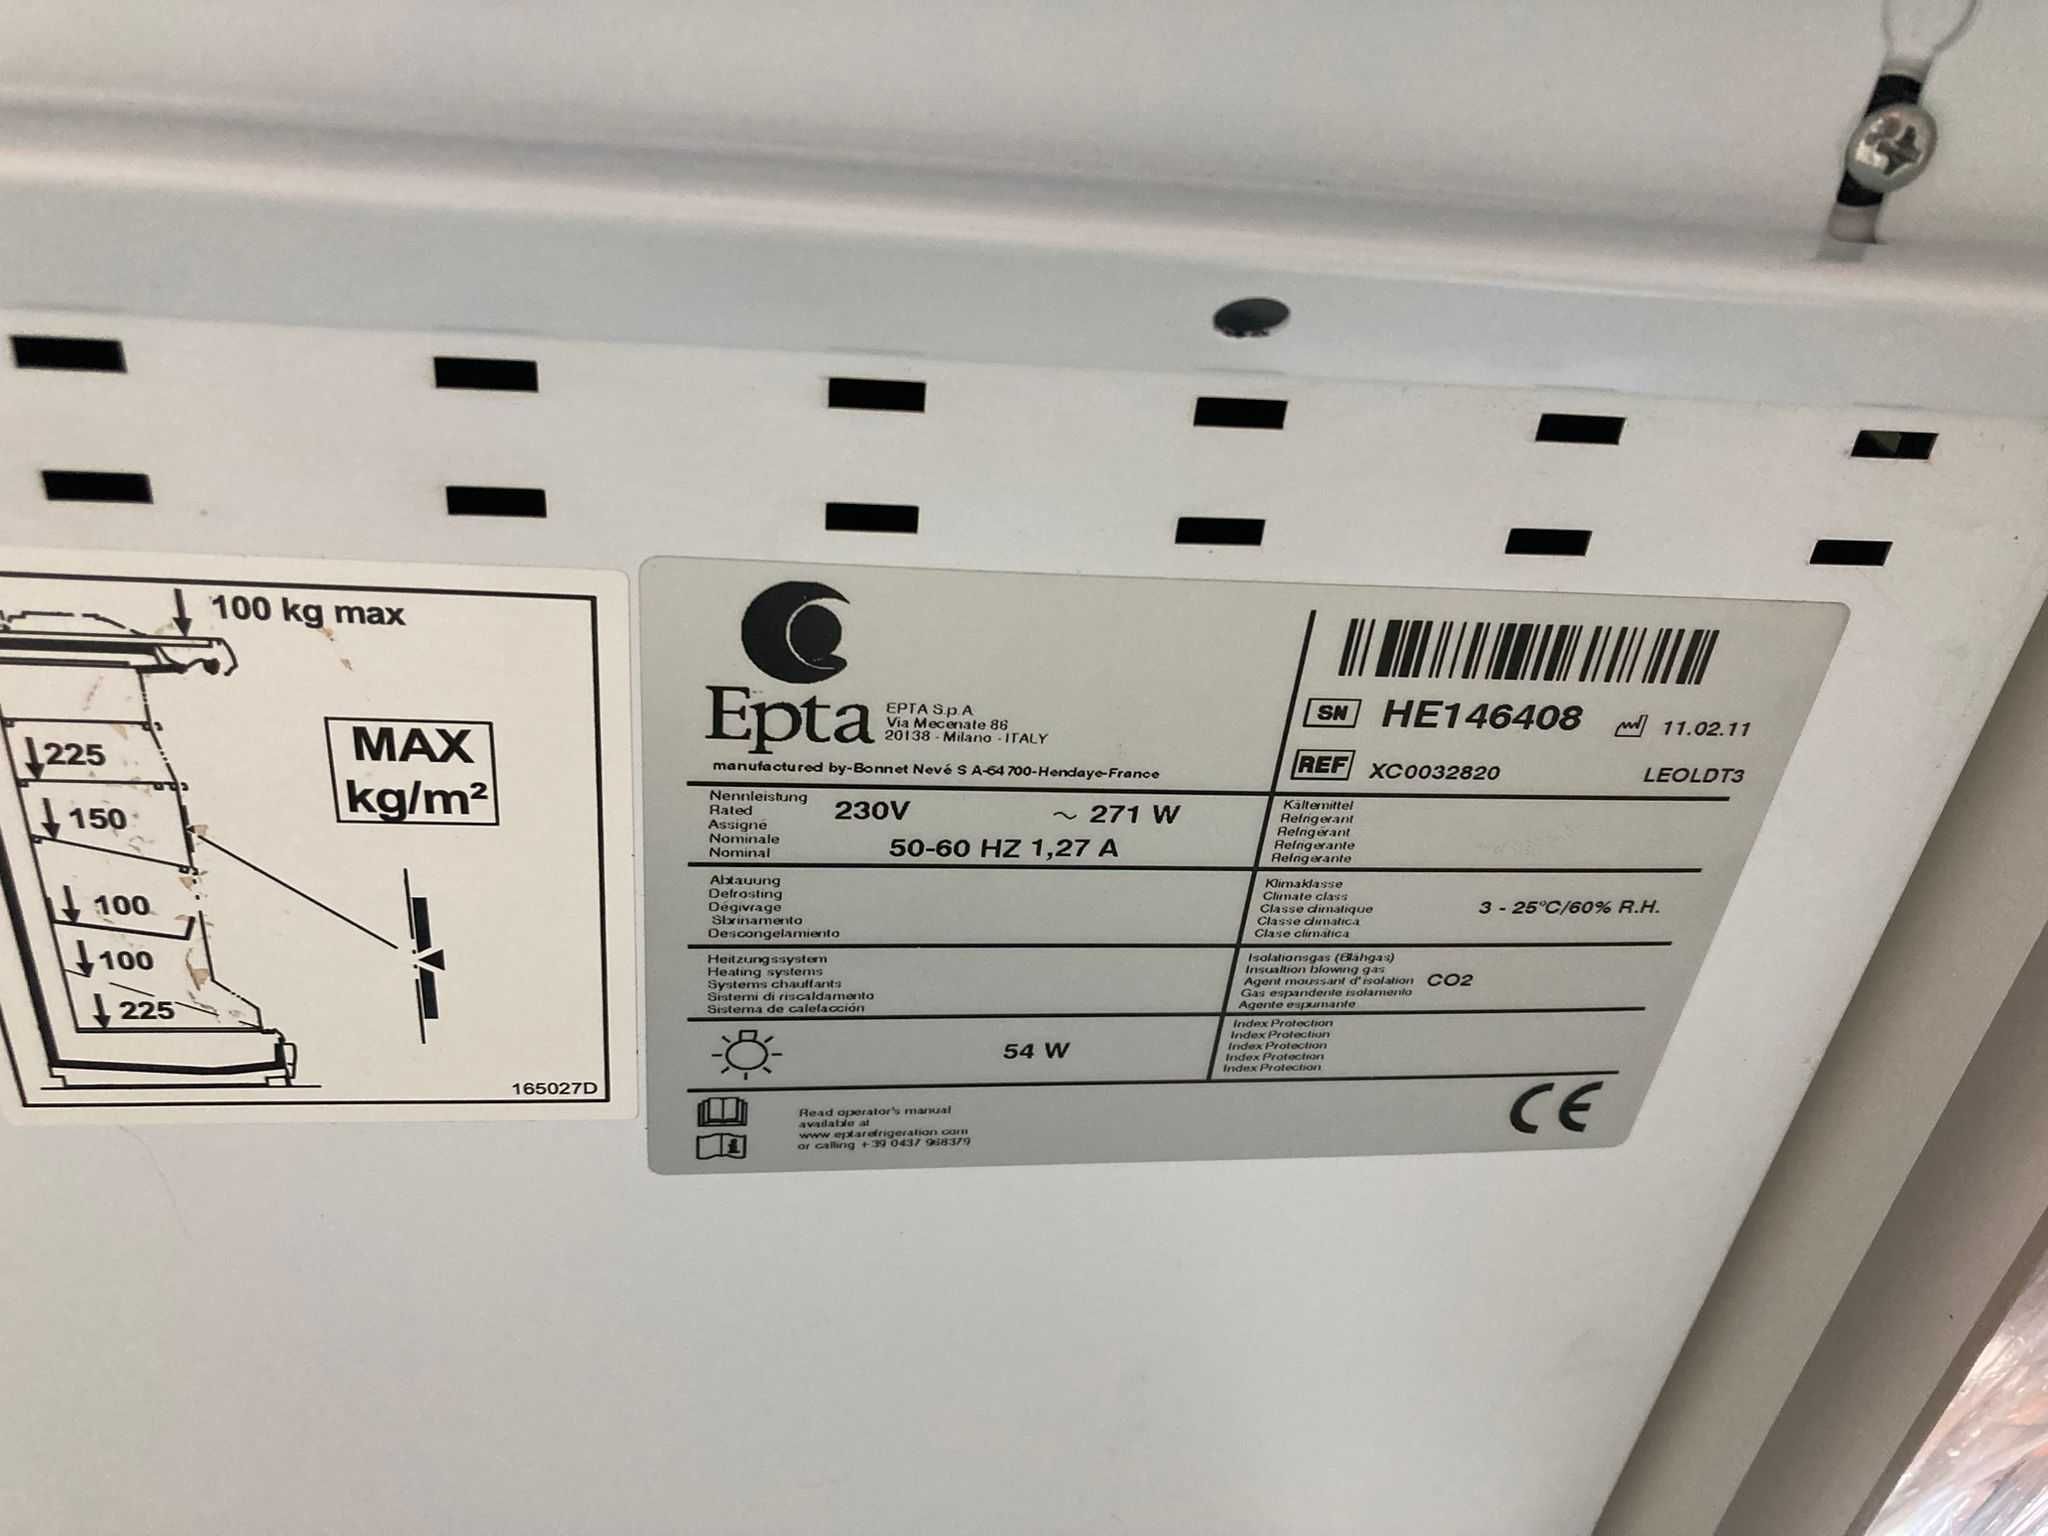 100 kg max
225
150
100
100
225
MAX
kg/m²
165027D
Epta
EPTA S.p.A
Via Mecenate 86
20138 - Milano - ITALY
manufactured by-Bonnet Nevé S A-64700-Hendaye-France
SN HE146408 11.02.11
REF XC0032820 LEOLDT3
Nennleistung
Rated
Assigné
Nominale
Nominal
230V ~ 271 W
50-60 HZ 1,27 A
Kältemittel
Refrigerant
Refrigérant
Refrigerante
Refrigerante
Abtauung
Defrosting
Dégivrage
Sbrinamento
Descongelamiento
Klimaklasse
Climate class
Classe climatique
Classe climatica
Clase climática
3 - 25°C/60% R.H.
Heitzungssystem
Heating systems
Systems chauffants
Sistemi di riscaldamento
Sistema de calefacción
Isolationsgas (Blähgas)
Insualtion blowing gas
Agent moussant d'isolation
Gas espandente isolamento
Agente espumante
CO2
54 W
Index Protection
Index Protection
Index Protection
Index Protection
Index Protection
Read operator's manual
available at
www.eptarefrigeration.com
or calling +39 0437 968379
CE